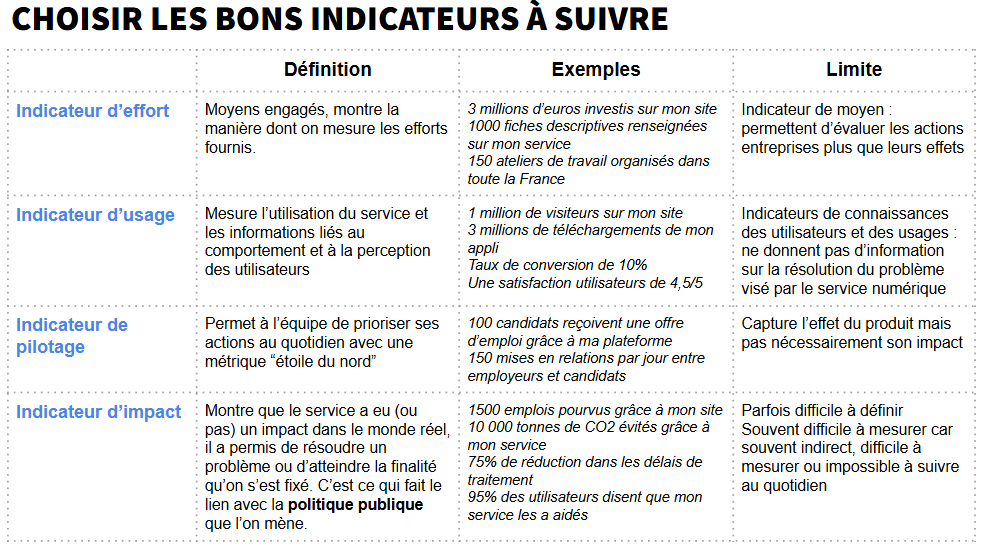 CHOISIR LES BONS INDICATEURS À SUIVRE
Définition
Exemples
Limite
Indicateur d’effort
Moyens engagés, montre la
manière dont on mesure les efforts
fournis.
3 millions d’euros investis sur mon site
1000 fiches descriptives renseignées
sur mon service
150 ateliers de travail organisés dans
toute la France
Indicateur de moyen :
permettent d’évaluer les actions
entreprises plus que leurs effets
Indicateur d’usage
Mesure l’utilisation du service et
les informations liés au
comportement et à la perception
des utilisateurs
1 million de visiteurs sur mon site
3 millions de téléchargements de mon
appli
Taux de conversion de 10%
Une satisfaction utilisateurs de 4,5/5
Indicateurs de connaissances
des utilisateurs et des usages :
ne donnent pas d’information
sur la résolution du problème
visé par le service numérique
Indicateur de
pilotage
Permet à l’équipe de prioriser ses
actions au quotidien avec une
métrique “étoile du nord”
100 candidats reçoivent une offre
d’emploi grâce à ma plateforme
150 mises en relations par jour entre
employeurs et candidats
Capture l’effet du produit mais
pas nécessairement son impact
Indicateur d’impact
Montre que le service a eu (ou
pas) un impact dans le monde réel,
il a permis de résoudre un
problème ou d’atteindre la finalité
qu’on s’est fixé. C’est ce qui fait le
lien avec la politique publique
que l’on mène.
1500 emplois pourvus grâce à mon site
10 000 tonnes de CO2 évités grâce à
mon service
75% de réduction dans les délais de
traitement
95% des utilisateurs disent que mon
service les a aidés
Parfois difficile à définir
Souvent difficile à mesurer car
souvent indirect, difficile à
mesurer ou impossible à suivre
au quotidien